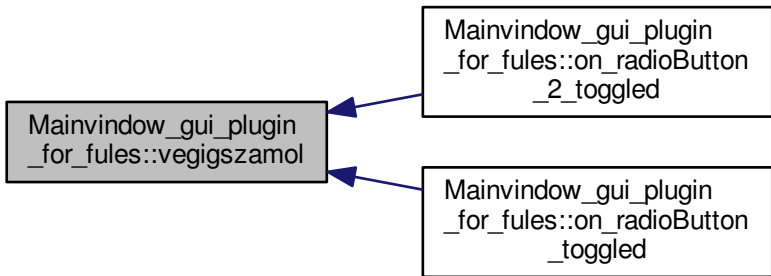 Mainvindow_gui_plugin
_for_fules::on_radioButton
_2_toggled
Mainvindow_gui_plugin
_for_fules::vegigszamol
Mainvindow_gui_plugin
_for_fules::on_radioButton
_toggled